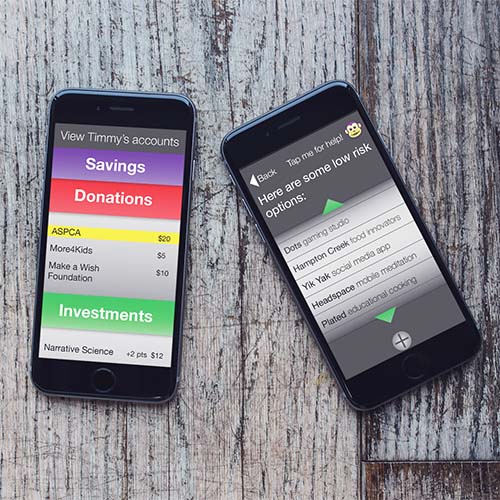 View Timmy's accounts
Savings
Donations
ASPCA $20
More4Kids $5
Make a Wish $10
Foundation
Investments
Narrative Science +2 pts $12
Back Tap me for help!
Here are some low risk
options:
Dots gaming studio
Hampton Creek food innovators
Yik Yak social media app
Headspace mobile meditation
Plated educational cooking